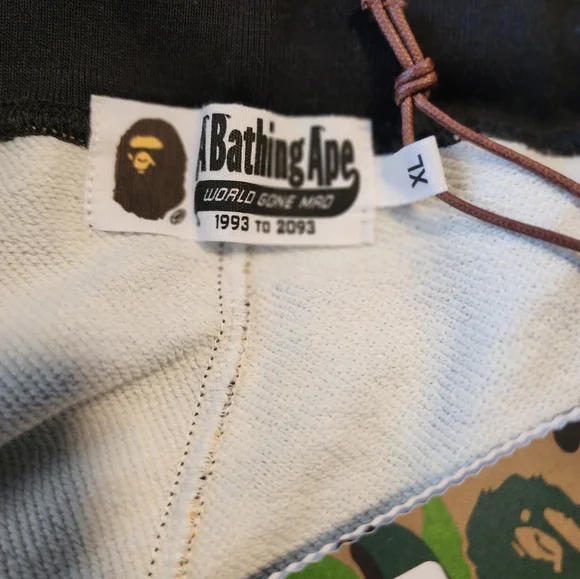 A Bathing Ape
WORLD GONE MAD
1993 TO 2093
XL